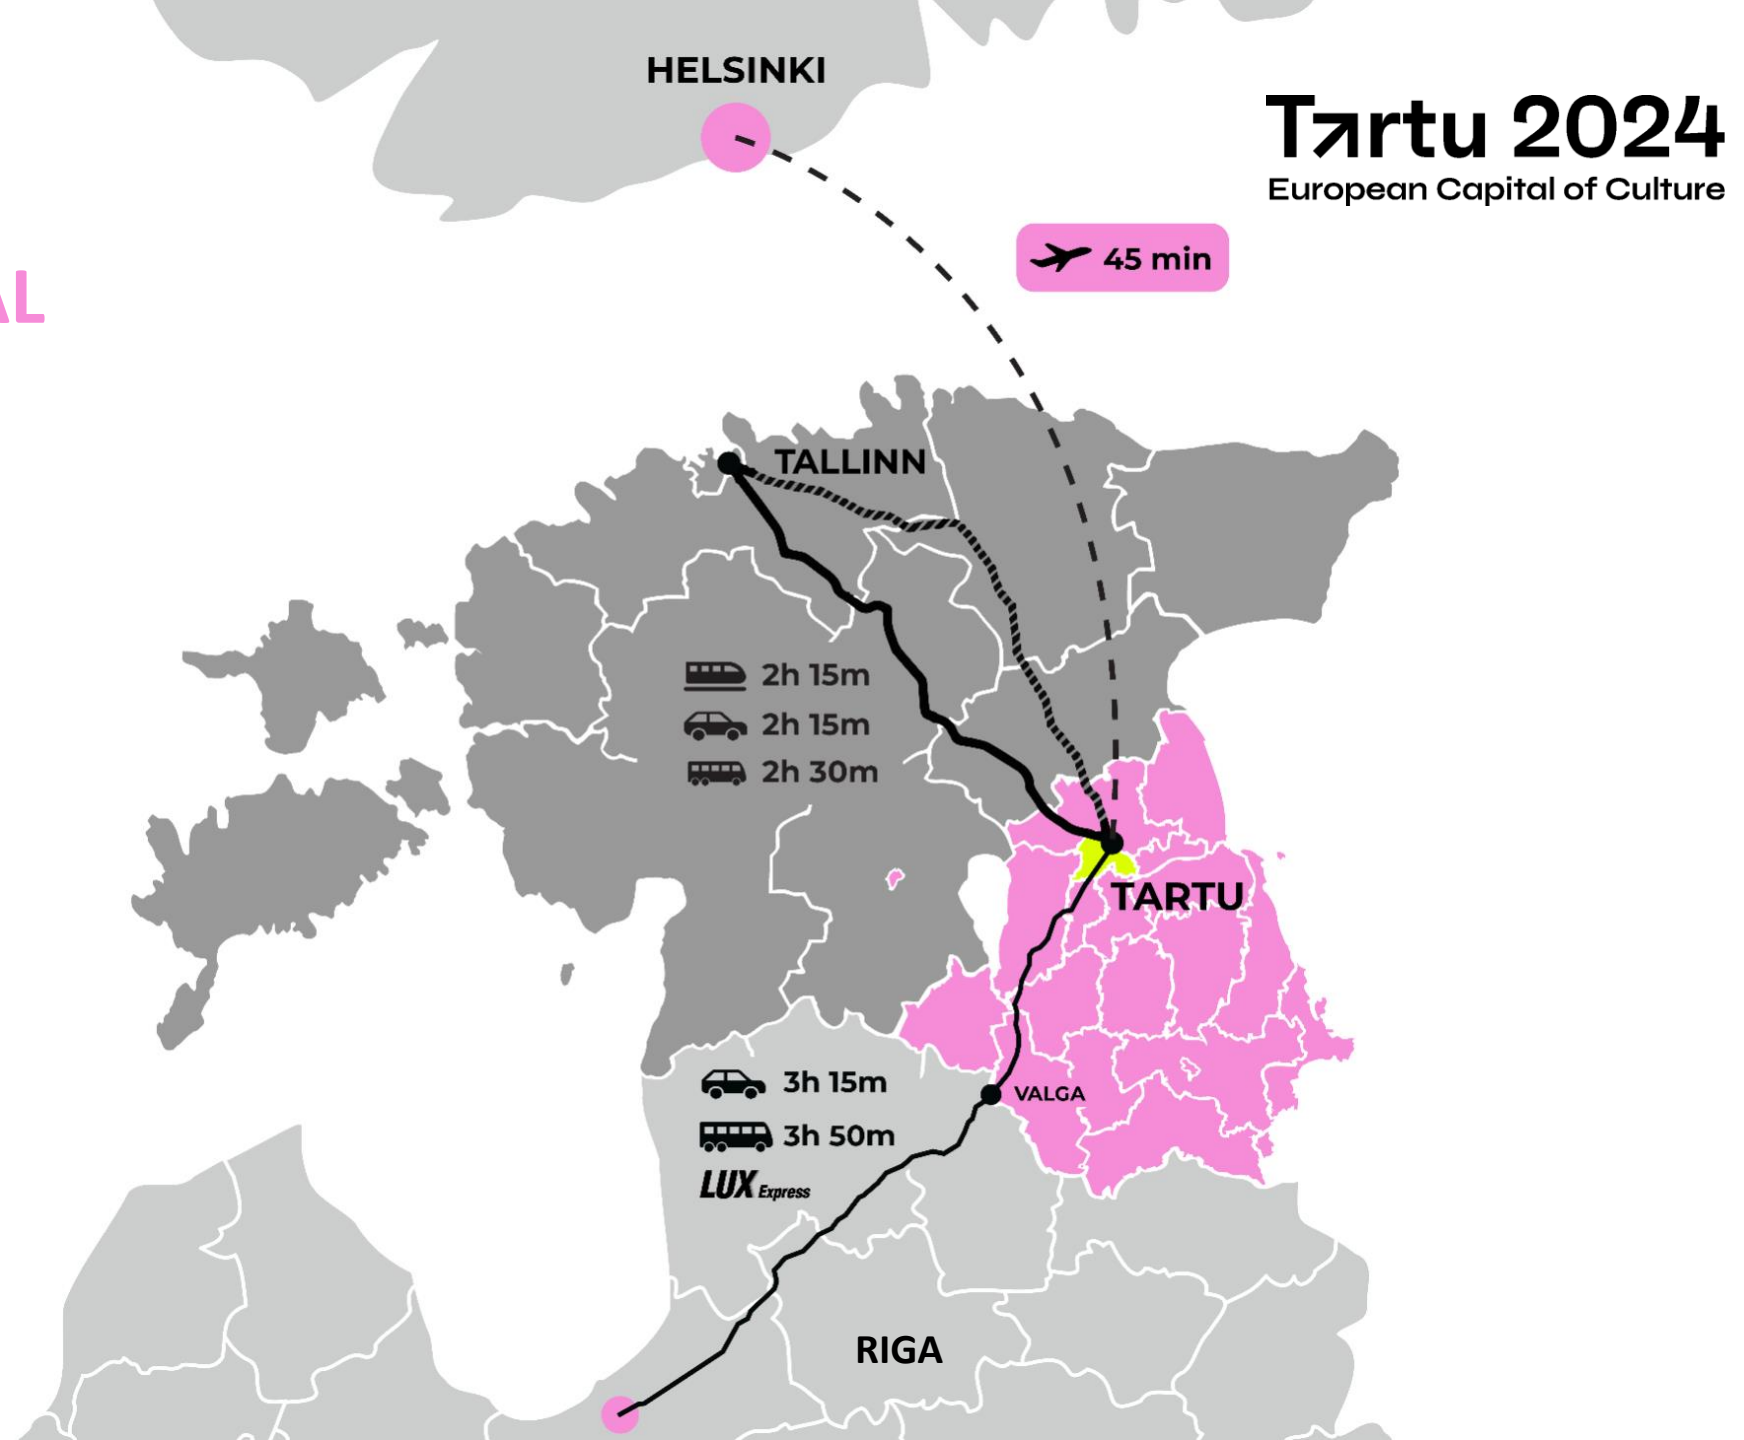 HELSINKI
Tartu 2024
European Capital of Culture
45 min
AL
TALLINN
2h 15m
2h 15m
2h 30m
TARTU
3h 15m
VALGA
3h 50m
LUX Express
RIGA